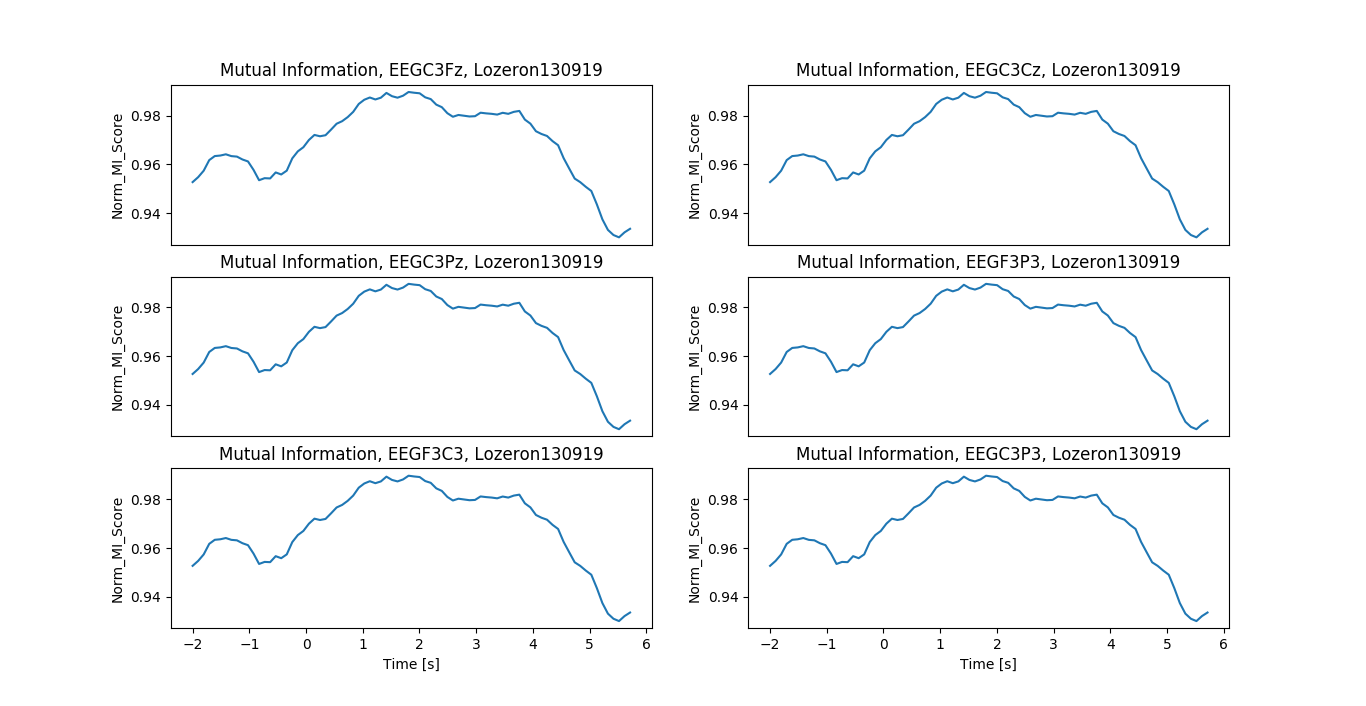 Mutual Information, EEGC3Fz, Lozeron130919
Norm_MI_Score
0.98
0.96
0.94
Mutual Information, EEGC3Cz, Lozeron130919
Norm_MI_Score
0.98
0.96
0.94
Mutual Information, EEGC3Pz, Lozeron130919
Norm_MI_Score
0.98
0.96
0.94
Mutual Information, EEGF3P3, Lozeron130919
Norm_MI_Score
0.98
0.96
0.94
Mutual Information, EEGF3C3, Lozeron130919
Norm_MI_Score
0.98
0.96
0.94
−2 −1 0 1 2 3 4 5 6
Time [s]
Mutual Information, EEGC3P3, Lozeron130919
Norm_MI_Score
0.98
0.96
0.94
−2 −1 0 1 2 3 4 5 6
Time [s]